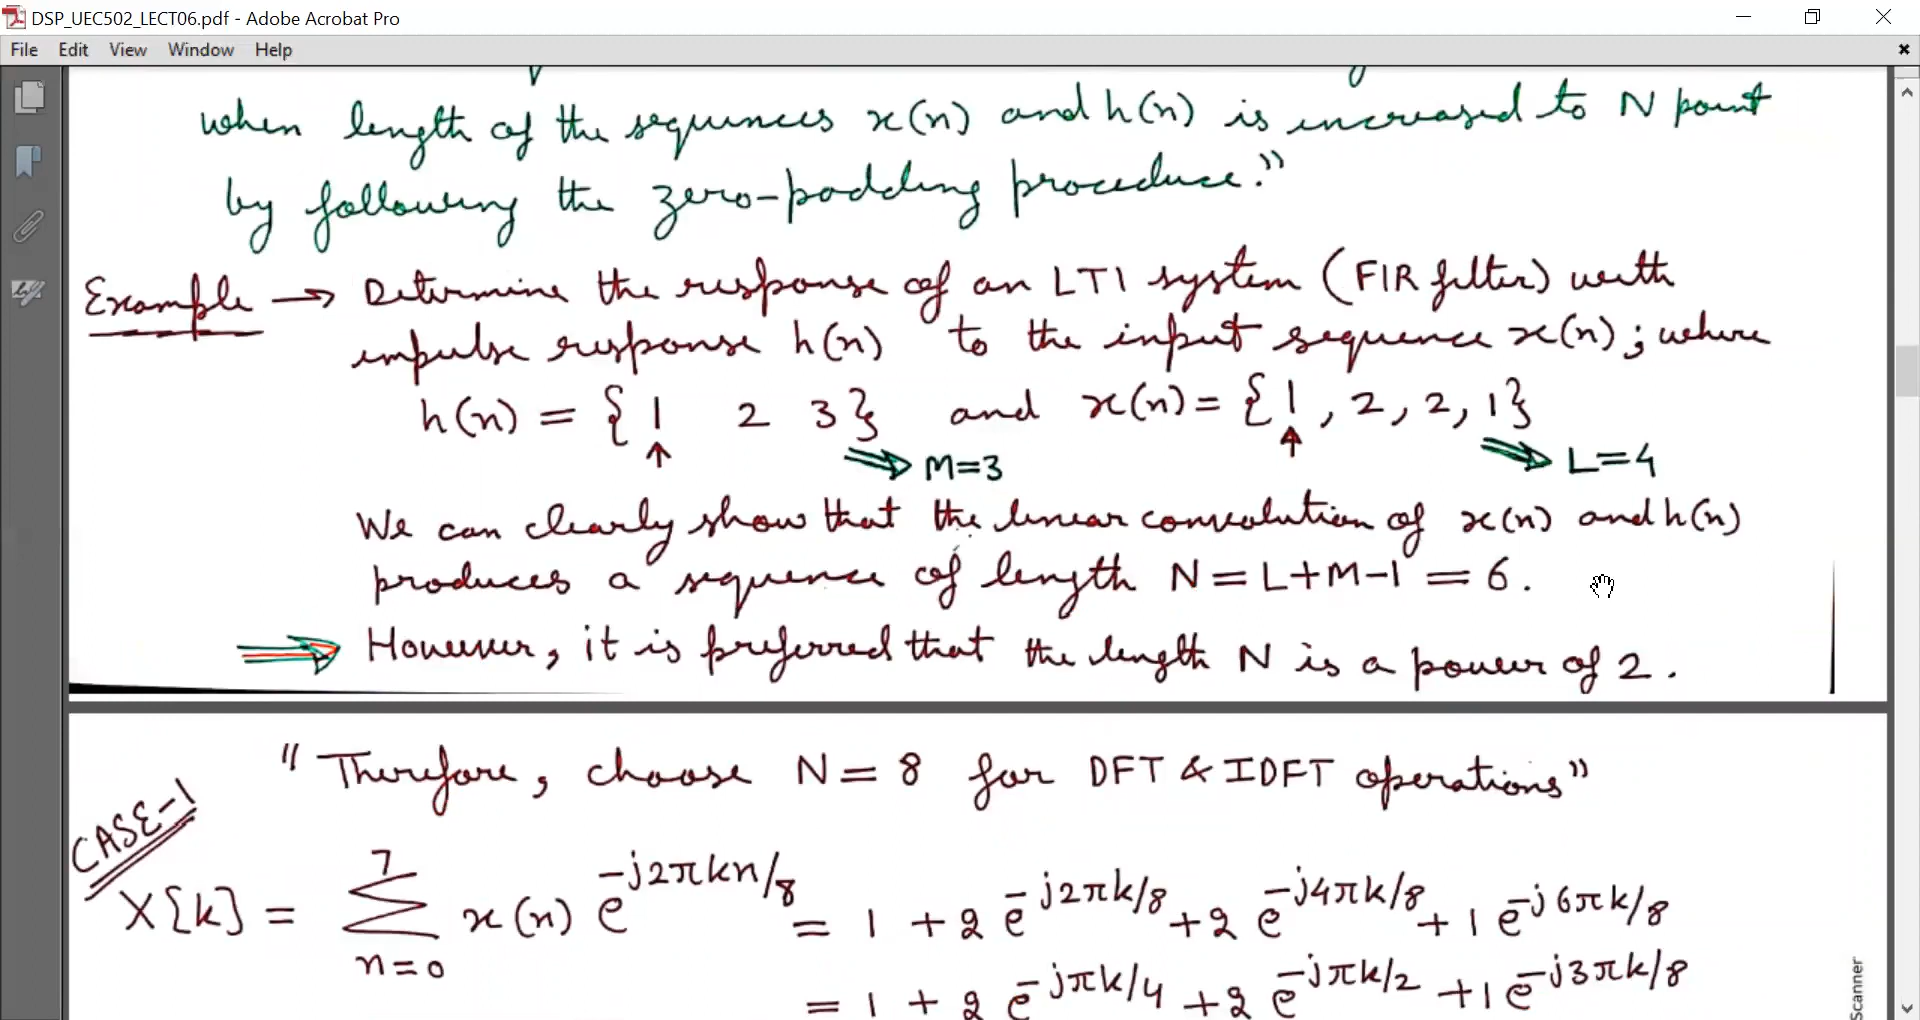 DSP_UEC502_LECT06.pdf - Adobe Acrobat Pro
File Edit View Window Help
when length of the sequences x(n) and h(n) is increased to N point
by following the zero-padding procedure."
Example → Determine the response of an LTI system (FIR filter) with
impulse response h(n) to the input sequence x(n); where
h(n) = {1 2 3} and x(n) = {1, 2, 2, 1}
↑ ⇒ M=3 ↑ ⇒ L=4
We can clearly show that the linear convolution of x(n) and h(n)
produces a sequence of length N = L+M-1 = 6.
⇒ However, it is preferred that the length N is a power of 2.
" Therefore, choose N = 8 for DFT & IDFT operations"
CASE-1
X[k] = ∑_{n=0}^{7} x(n) e^{-j2πkn/8} = 1 + 2 e^{-j2πk/8} + 2 e^{-j4πk/8} + 1 e^{-j6πk/8}
= 1 + 2 e^{-jπk/4} + 2 e^{-jπk/2} + 1 e^{-j3πk/8}
Scanner